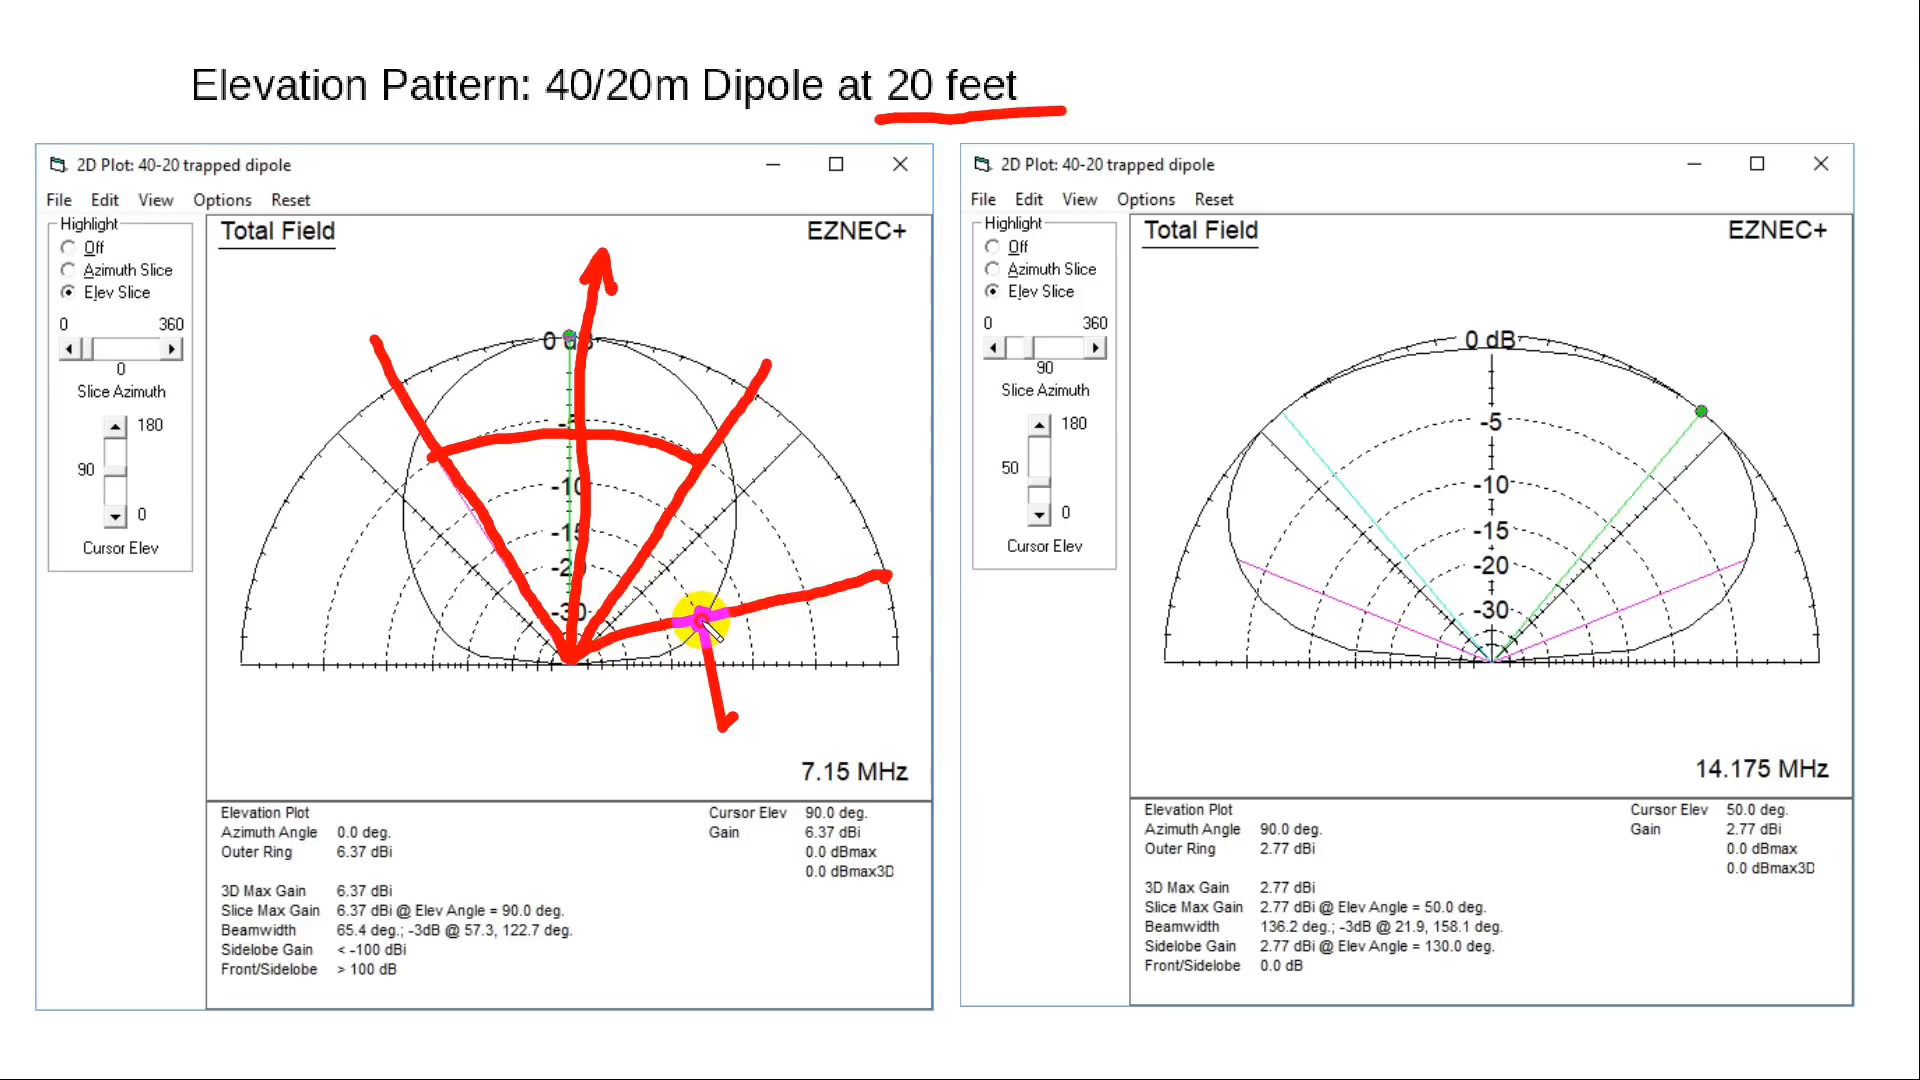 Elevation Pattern: 40/20m Dipole at 20 feet
2D Plot: 40-20 trapped dipole
File Edit View Options Reset
Highlight
Off
Azimuth Slice
Elev Slice
0 360
0
Slice Azimuth
180
90
0
Cursor Elev
Total Field
EZNEC+
0 dB
-5
-10
-15
-20
-30
7.15 MHz
Elevation Plot
Azimuth Angle 0.0 deg.
Outer Ring 6.37 dBi
3D Max Gain 6.37 dBi
Slice Max Gain 6.37 dBi @ Elev Angle = 90.0 deg.
Beamwidth 65.4 deg.; -3dB @ 57.3, 122.7 deg.
Sidelobe Gain < -100 dBi
Front/Sidelobe > 100 dB
Cursor Elev 90.0 deg.
Gain 6.37 dBi
0.0 dBmax
0.0 dBmax3D
2D Plot: 40-20 trapped dipole
File Edit View Options Reset
Highlight
Off
Azimuth Slice
Elev Slice
0 360
90
Slice Azimuth
180
50
0
Cursor Elev
Total Field
EZNEC+
0 dB
-5
-10
-15
-20
-30
14.175 MHz
Elevation Plot
Azimuth Angle 90.0 deg.
Outer Ring 2.77 dBi
3D Max Gain 2.77 dBi
Slice Max Gain 2.77 dBi @ Elev Angle = 50.0 deg.
Beamwidth 136.2 deg.; -3dB @ 21.9, 158.1 deg.
Sidelobe Gain 2.77 dBi @ Elev Angle = 130.0 deg.
Front/Sidelobe 0.0 dB
Cursor Elev 50.0 deg.
Gain 2.77 dBi
0.0 dBmax
0.0 dBmax3D